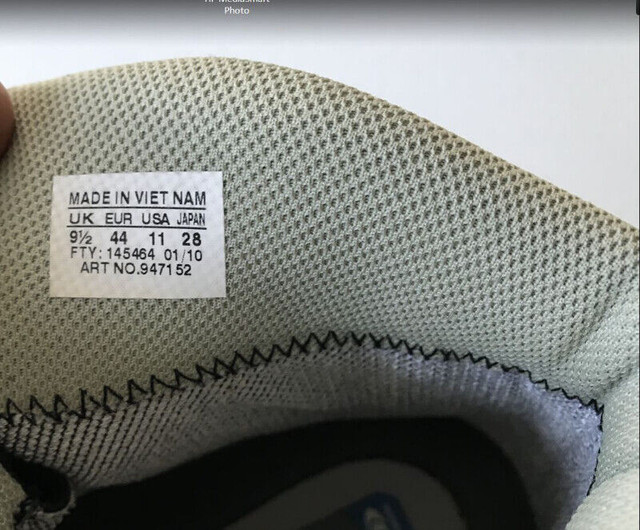 Photo
MADE IN VIET NAM
UK EUR USA JAPAN
9½ 44 11 28
FTY: 145464 01/10
ART NO.947152